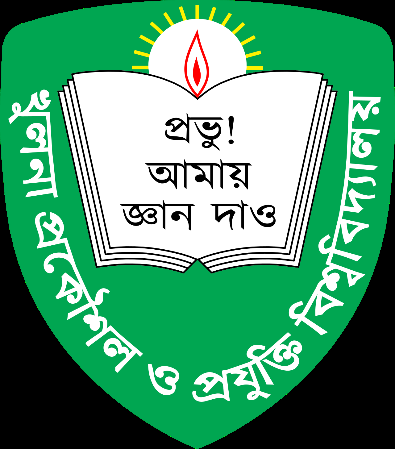 প্রভু!
আমায়
জ্ঞান দাও
খুলনা প্রকৌশল ও প্রযুক্তি বিশ্ববিদ্যালয়